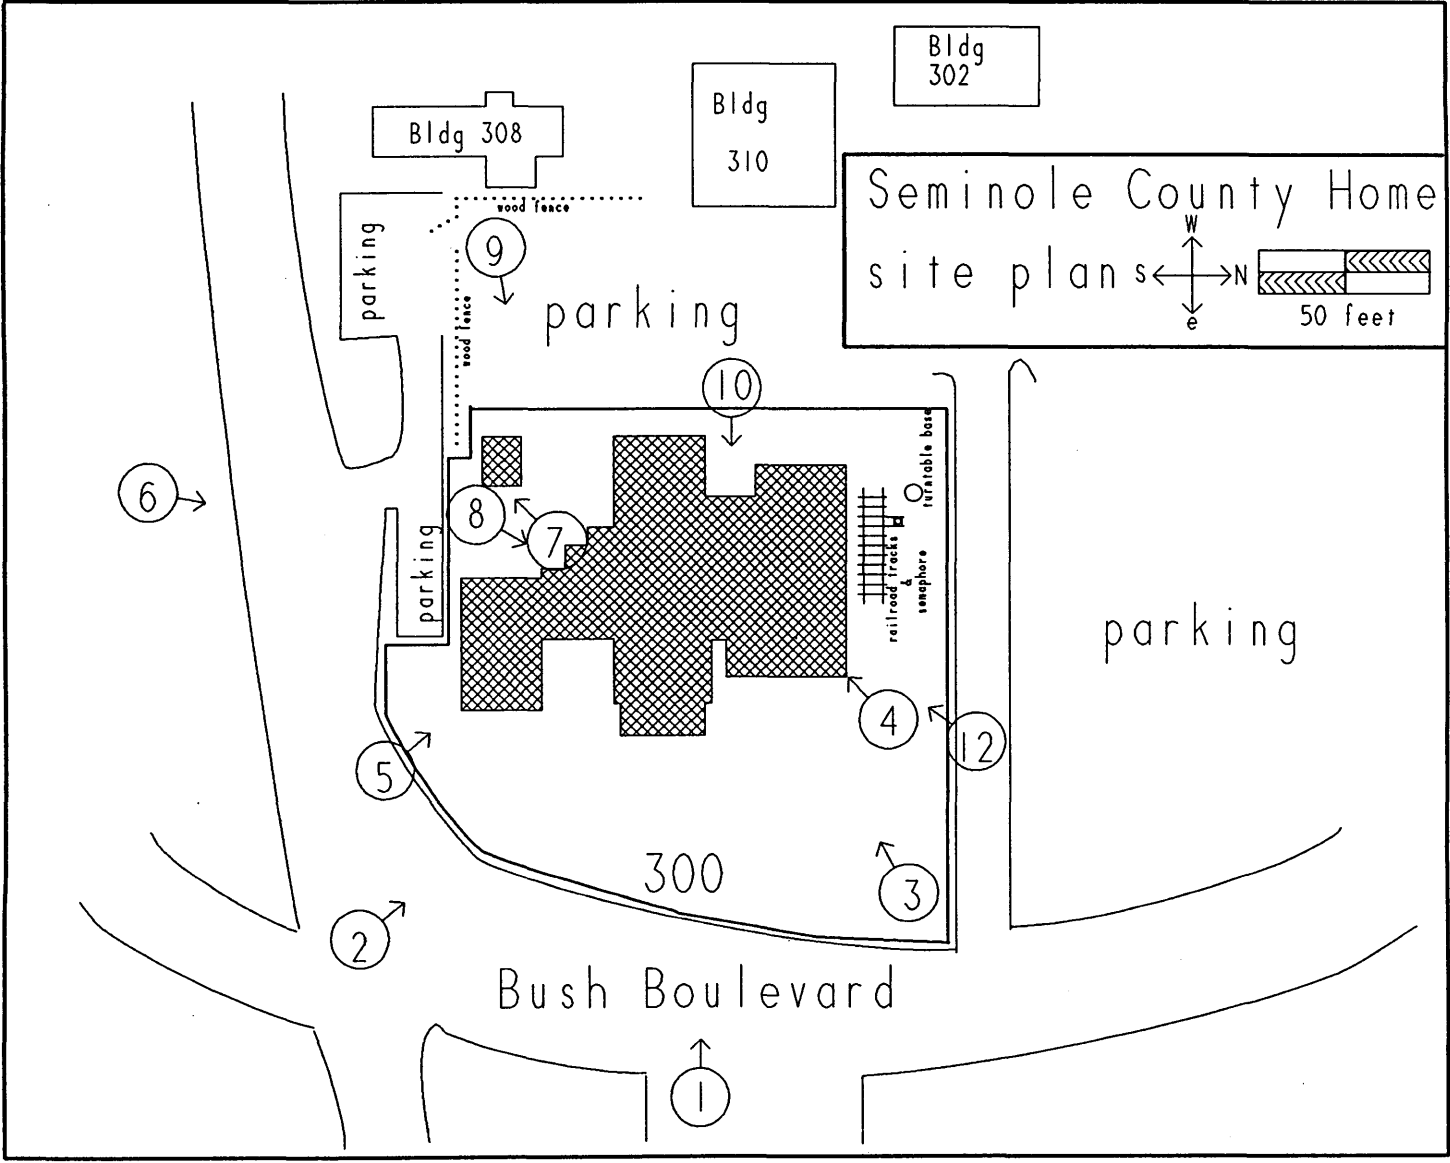 Bldg
302
Bldg
310
Bldg 308
Seminole County Home
site plan
W
S
N
e
50 feet
wood fence
parking
9
wood fence
parking
10
turntable base
6
8
7
parking
railroad tracks
&
semaphore
parking
4
12
5
300
3
2
Bush Boulevard
1